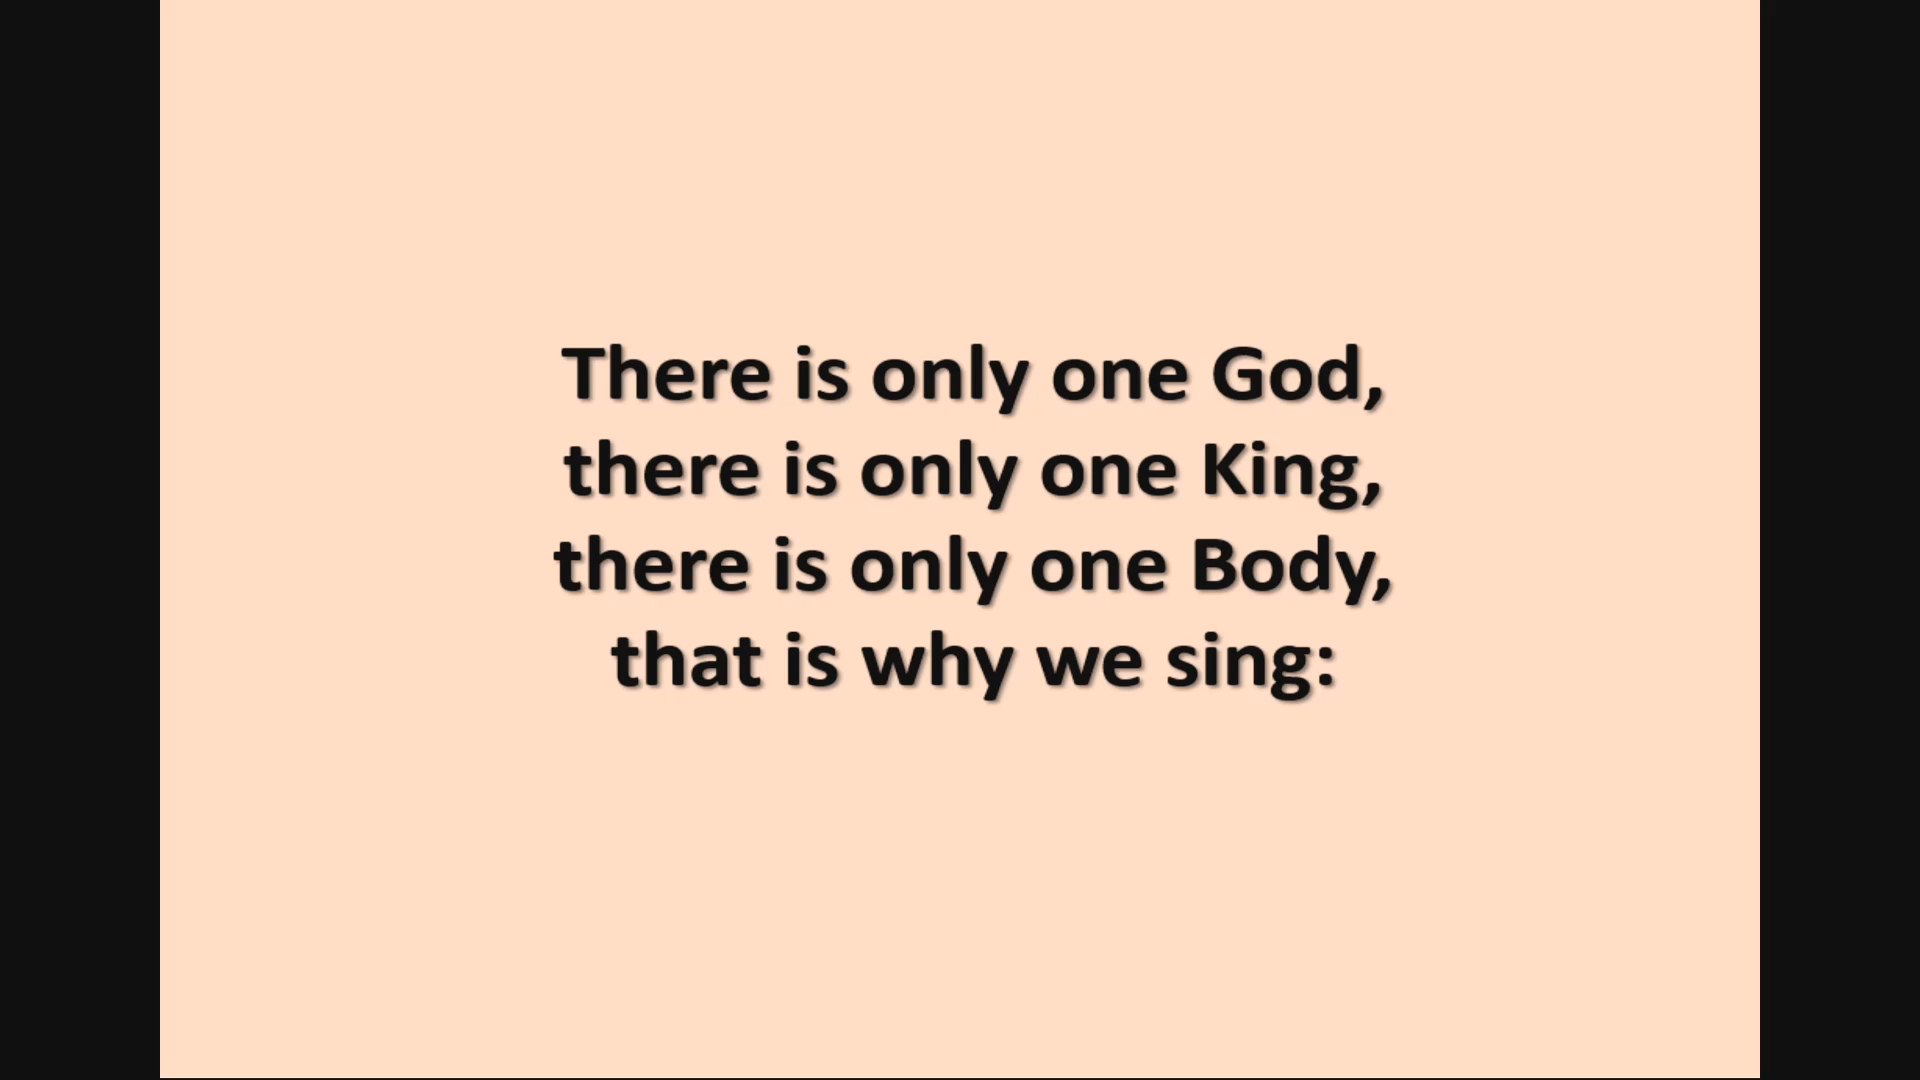 There is only one God,
there is only one King,
there is only one Body,
that is why we sing: